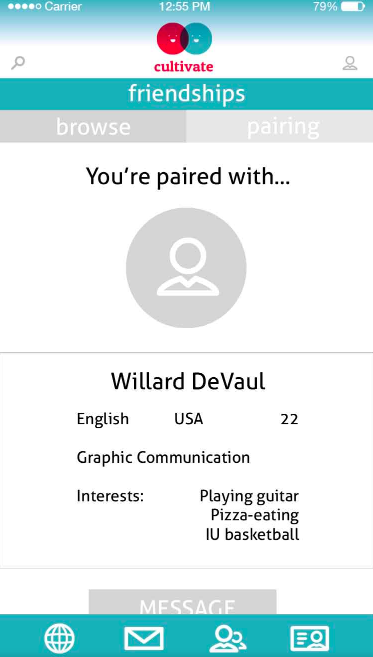 Carrier 12:55 PM 79%
cultivate
friendships
browse pairing
You're paired with...
Willard DeVaul
English USA 22
Graphic Communication
Interests: Playing guitar
Pizza-eating
IU basketball
MESSAGE